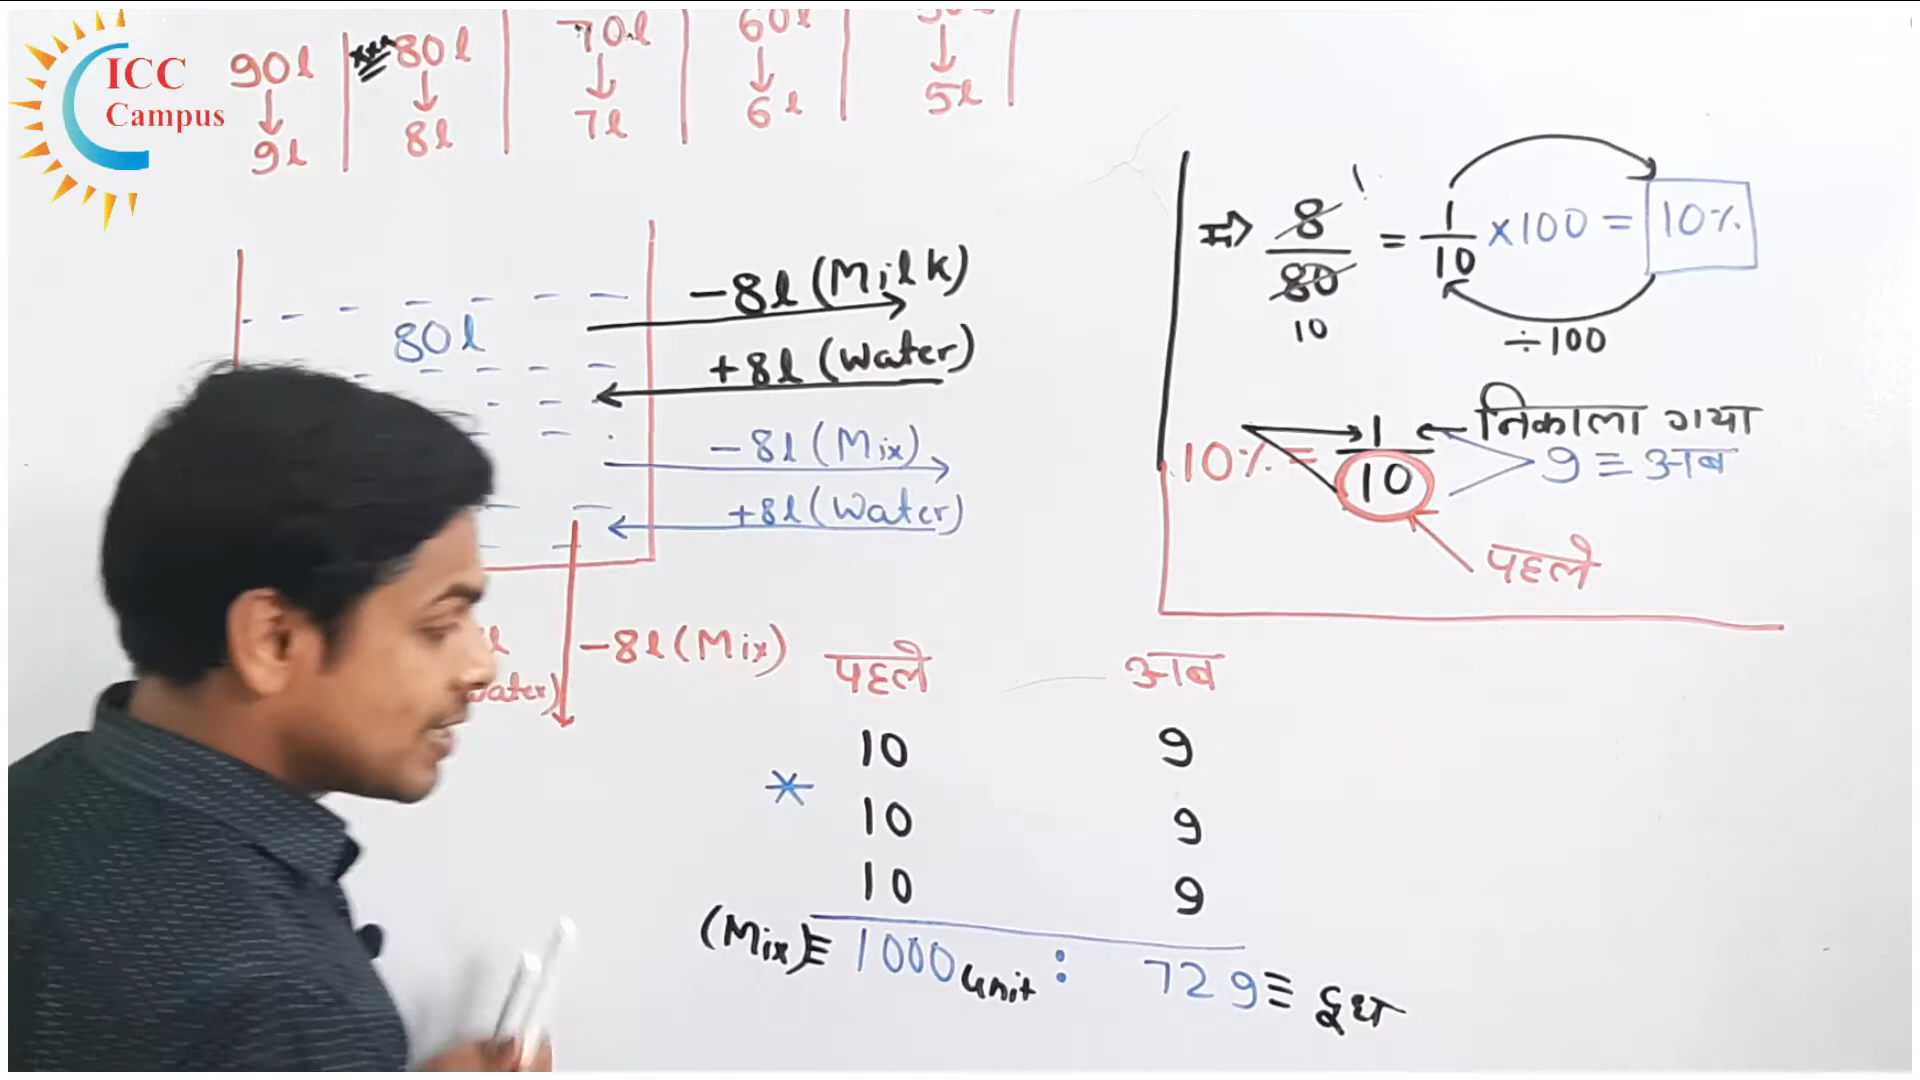 ICC
Campus
90l 80l 70l 60l
9l 8l 7l 6l 5l
80l
-8l (Milk)
+8l (Water)
-8l (Mix)
+8l (Water)
-8l (Mix)
⇒ 8/80 = 1/10 ×100 = 10%
1
10
÷100
10% = 1/10 ← निकाला गया
9 ≡ अब
पहले
पहले अब
10 9
* 10 9
10 9
(Mix) ≡ 1000 unit : 729 ≡ दूध